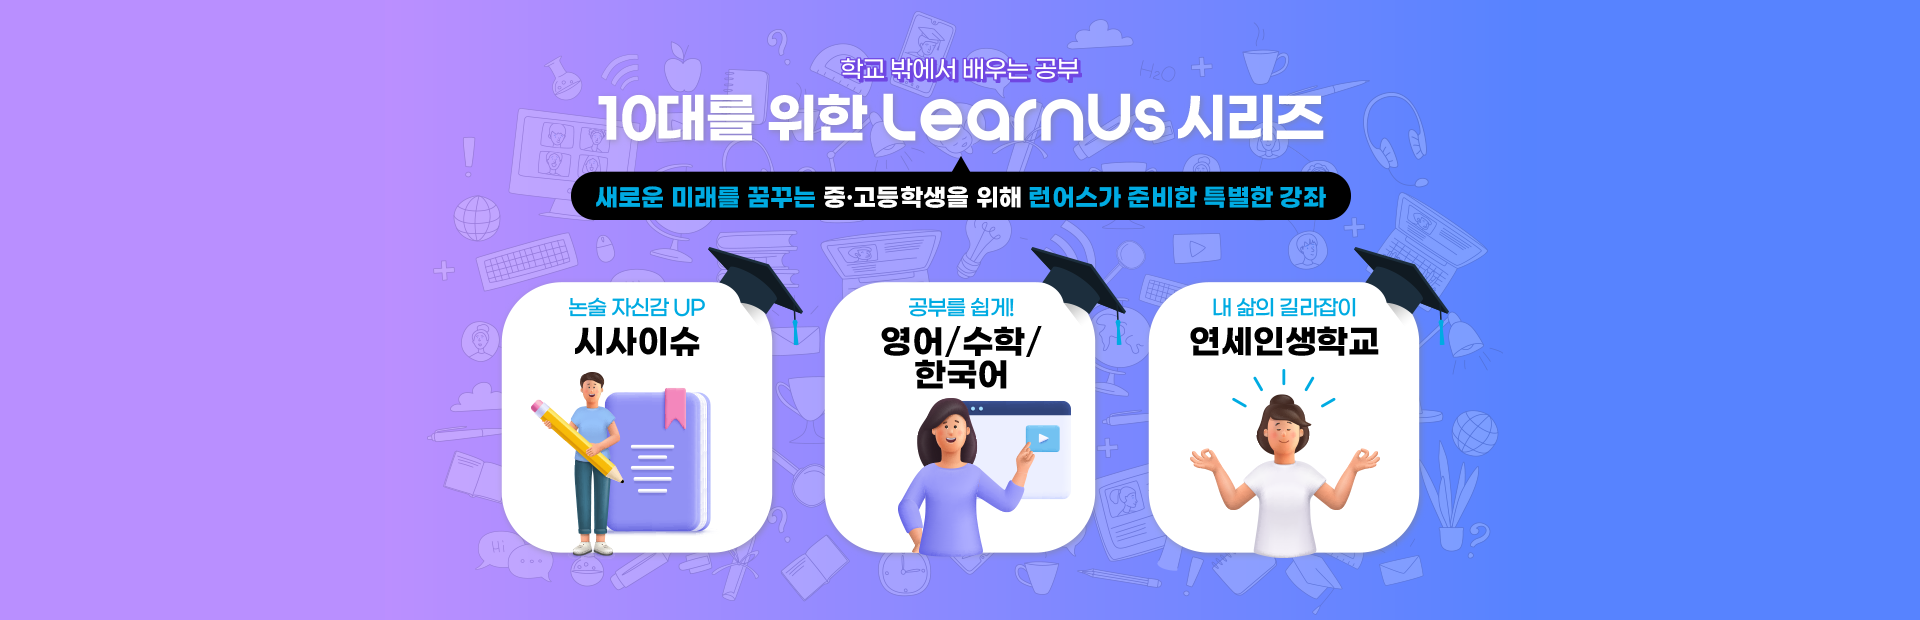 학교 밖에서 배우는 공부
10대를 위한 LearnUs 시리즈
새로운 미래를 꿈꾸는 중·고등학생을 위해 런어스가 준비한 특별한 강좌
논술 자신감 UP
시사이슈
공부를 쉽게!
영어/수학/
한국어
내 삶의 길라잡이
연세인생학교
H₂O
Hi